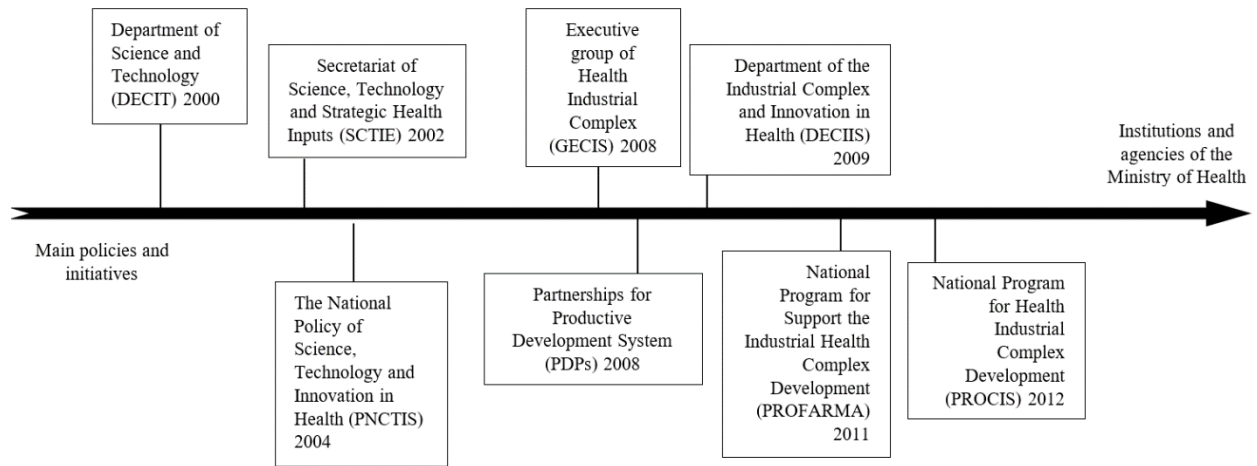 Department of
Science and
Technology
(DECIT) 2000
Secretariat of
Science, Technology
and Strategic Health
Inputs (SCTIE) 2002
Executive
group of
Health
Industrial
Complex
(GECIS) 2008
Department of the
Industrial Complex
and Innovation in
Health (DECIIS)
2009
Institutions and
agencies of the
Ministry of Health
Main policies and
initiatives
The National
Policy of
Science,
Technology and
Innovation in
Health (PNCTIS)
2004
Partnerships for
Productive
Development System
(PDPs) 2008
National
Program for
Support the
Industrial Health
Complex
Development
(PROFARMA)
2011
National Program
for Health
Industrial
Complex
Development
(PROCIS) 2012